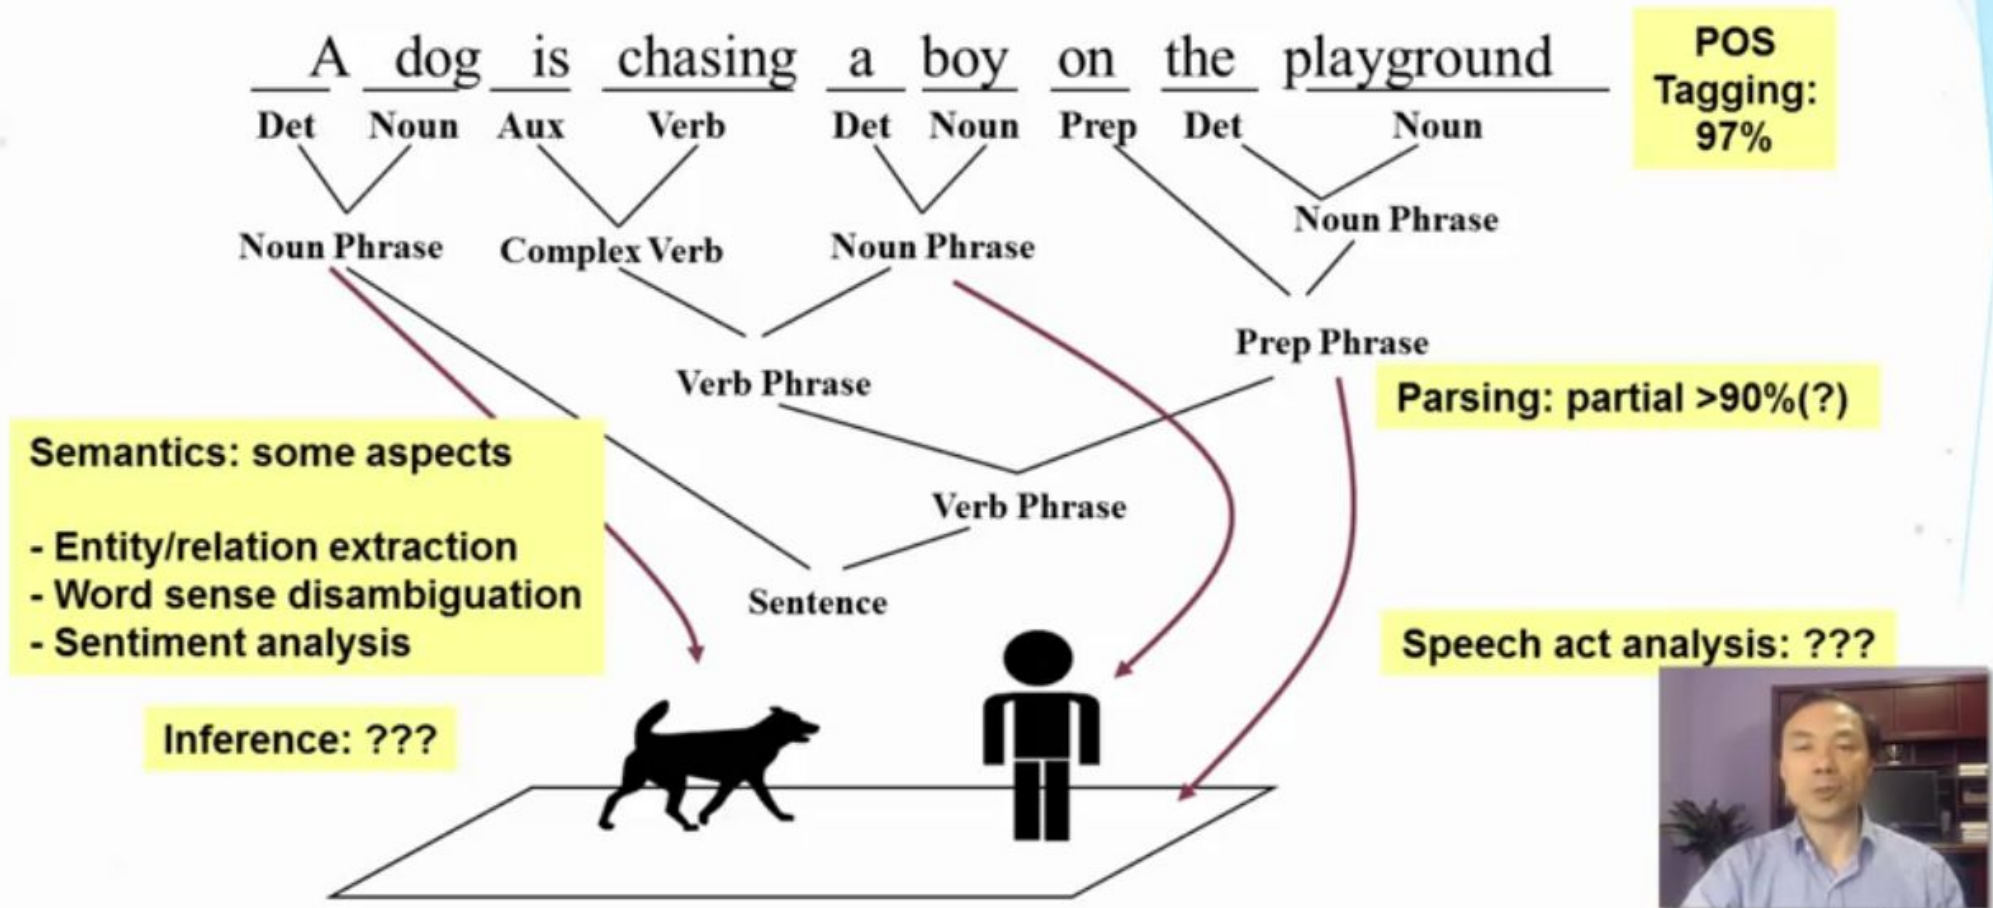 A dog is chasing a boy on the playground
Det Noun Aux Verb Det Noun Prep Det Noun
POS
Tagging:
97%
Noun Phrase
Noun Phrase Complex Verb Noun Phrase
Prep Phrase
Verb Phrase
Parsing: partial >90%(?)
Semantics: some aspects
- Entity/relation extraction
- Word sense disambiguation
- Sentiment analysis
Verb Phrase
Sentence
Speech act analysis: ???
Inference: ???